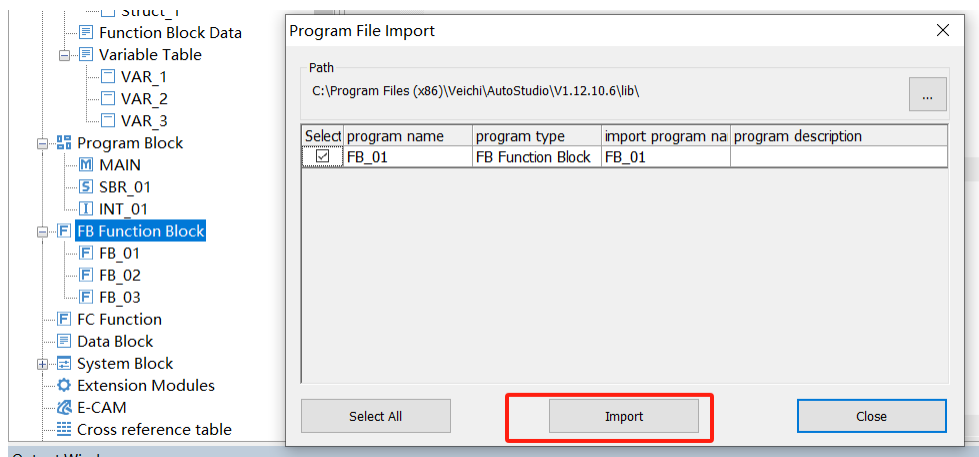 Struct_1
Function Block Data
Variable Table
VAR_1
VAR_2
VAR_3
Program Block
MAIN
SBR_01
INT_01
FB Function Block
FB_01
FB_02
FB_03
FC Function
Data Block
System Block
Extension Modules
E-CAM
Cross reference table
Program File Import
Path
C:\Program Files (x86)\Veichi\AutoStudio\V1.12.10.6\lib\
...
Select program name program type import program na program description
FB_01 FB Function Block FB_01
Select All Import Close